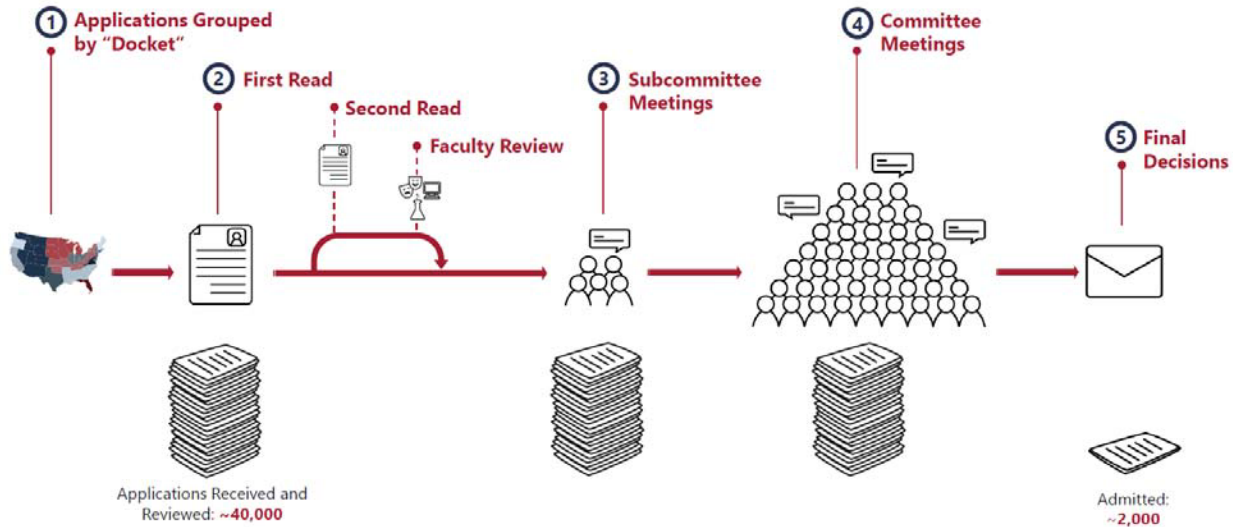 1 Applications Grouped
by “Docket”
2 First Read
Second Read
Faculty Review
3 Subcommittee
Meetings
4 Committee
Meetings
5 Final
Decisions
Applications Received and
Reviewed: ~40,000
Admitted:
~2,000